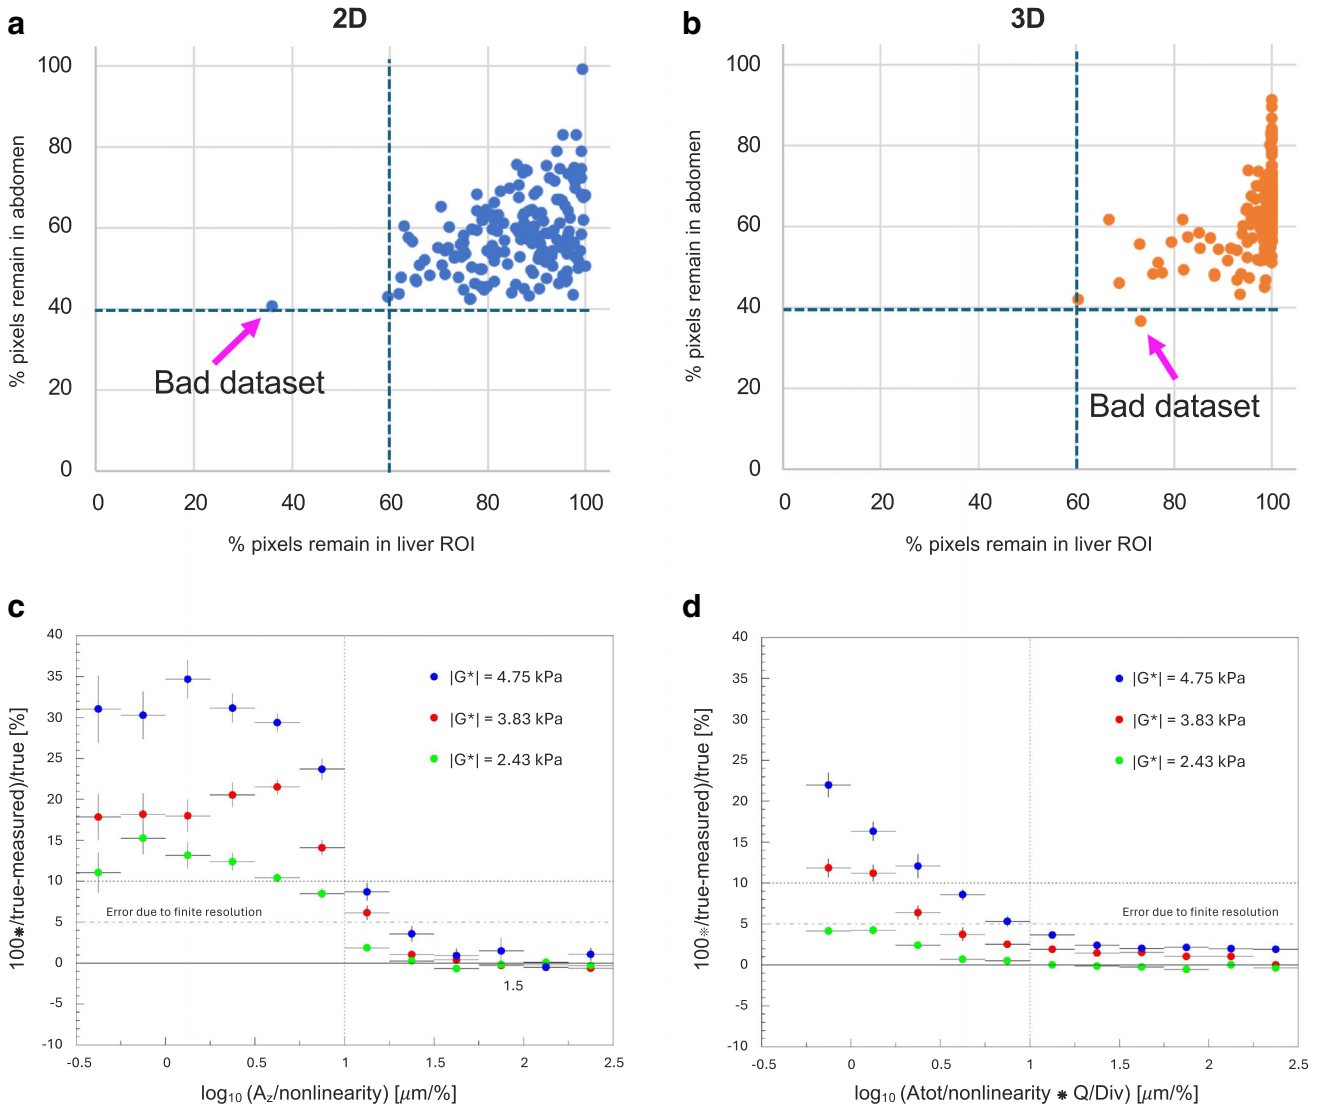 a
2D
% pixels remain in abdomen
100
80
60
40
20
0
Bad dataset
0 20 40 60 80 100
% pixels remain in liver ROI
b
3D
% pixels remain in abdomen
100
80
60
40
20
0
Bad dataset
0 20 40 60 80 100
% pixels remain in liver ROI
c
100✷/true-measured)/true [%]
40
35
30
25
20
15
10
5
0
-5
-10
|G*| = 4.75 kPa
|G*| = 3.83 kPa
|G*| = 2.43 kPa
Error due to finite resolution
1.5
-0.5 0 0.5 1 1.5 2 2.5
log₁₀ (A_z/nonlinearity) [μm/%]
d
100✷/true-measured)/true [%]
40
35
30
25
20
15
10
5
0
-5
-10
|G*| = 4.75 kPa
|G*| = 3.83 kPa
|G*| = 2.43 kPa
Error due to finite resolution
-0.5 0 0.5 1 1.5 2 2.5
log₁₀ (Atot/nonlinearity ✷ Q/Div) [μm/%]